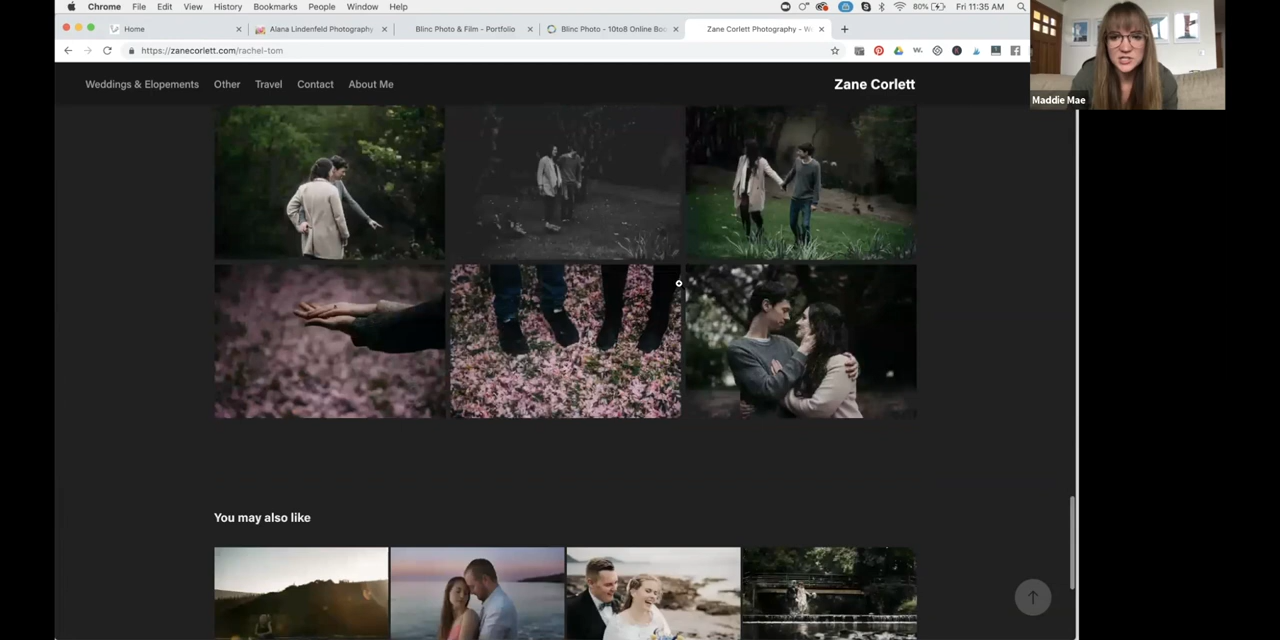 Chrome File Edit View History Bookmarks People Window Help 80% Fri 11:35 AM
Home Alana Lindenfeld Photography Blinc Photo & Film - Portfolio Blinc Photo - 10to8 Online Boo Zane Corlett Photography - We
https://zanecorlett.com/rachel-tom
Weddings & Elopements Other Travel Contact About Me Zane Corlett
Maddie Mae
You may also like